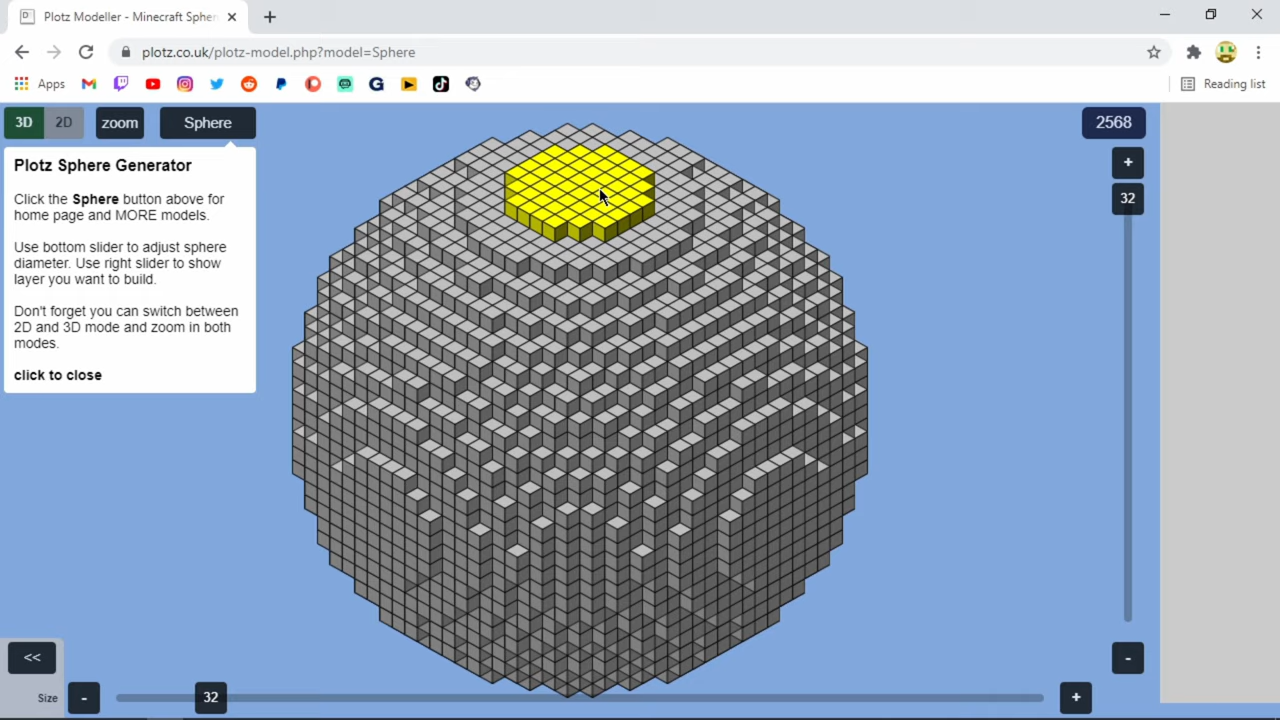 Plotz Modeller - Minecraft Spher
plotz.co.uk/plotz-model.php?model=Sphere
Apps
Reading list
3D
2D
zoom
Sphere
2568
Plotz Sphere Generator
Click the Sphere button above for
home page and MORE models.
Use bottom slider to adjust sphere
diameter. Use right slider to show
layer you want to build.
Don't forget you can switch between
2D and 3D mode and zoom in both
modes.
click to close
+
32
-
<<
Size
-
32
+